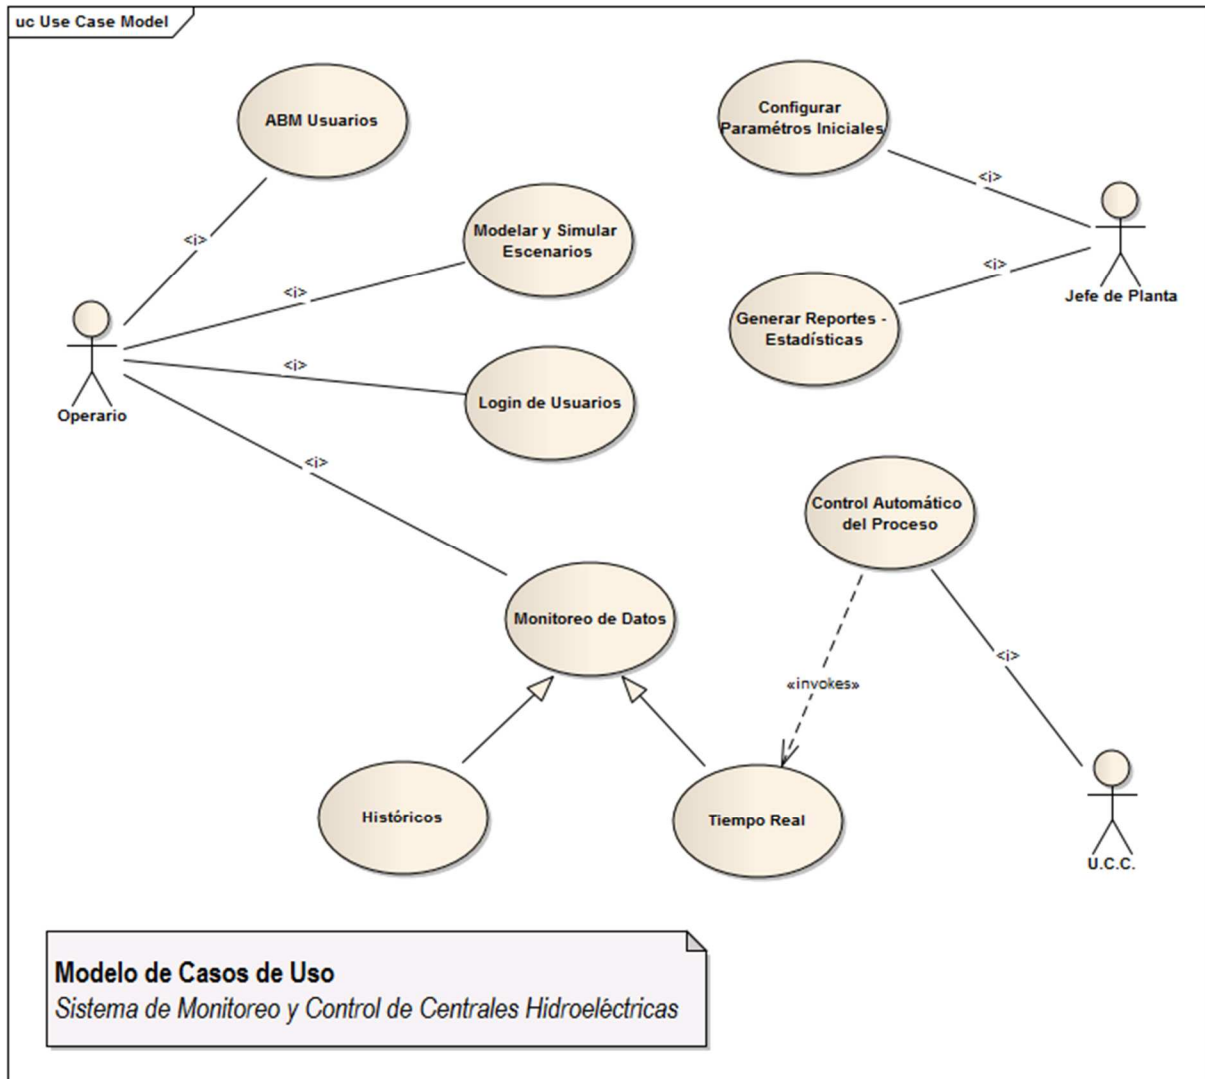 uc Use Case Model
ABM Usuarios
Configurar
Paramétros Iniciales
<i>
<i>
Modelar y Simular
Escenarios
<i>
Jefe de Planta
<i>
Generar Reportes -
Estadísticas
<i>
Operario
Login de Usuarios
<i>
Control Automático
del Proceso
Monitoreo de Datos
<i>
«invokes»
Históricos
Tiempo Real
U.C.C.
Modelo de Casos de Uso
Sistema de Monitoreo y Control de Centrales Hidroeléctricas